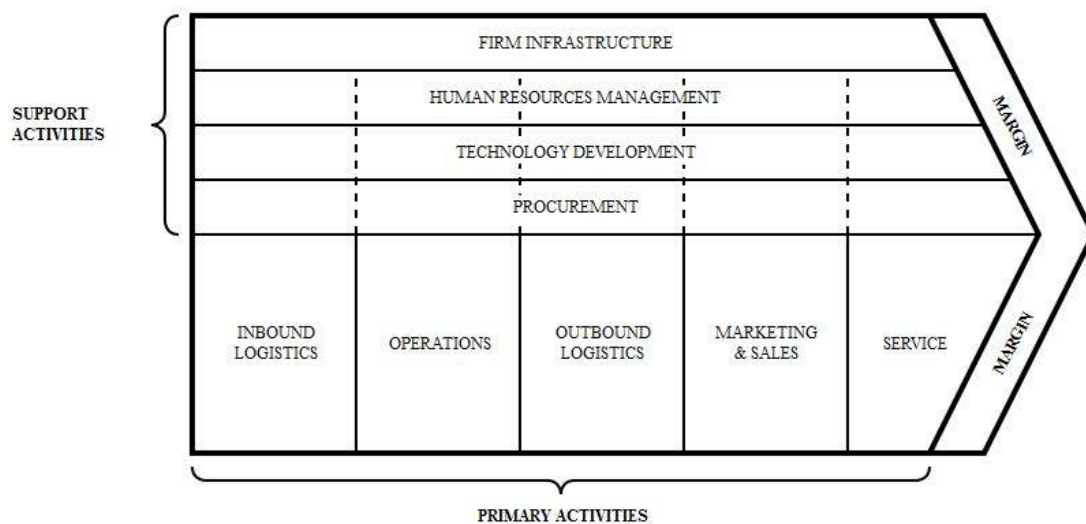 FIRM INFRASTRUCTURE
HUMAN RESOURCES MANAGEMENT
SUPPORT
ACTIVITIES
TECHNOLOGY DEVELOPMENT
PROCUREMENT
MARGIN
INBOUND
LOGISTICS
OPERATIONS
OUTBOUND
LOGISTICS
MARKETING
& SALES
SERVICE
MARGIN
PRIMARY ACTIVITIES